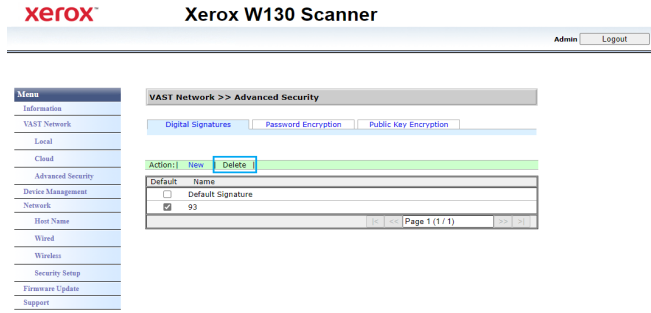 xerox™ Xerox W130 Scanner
Admin Logout
Menu
Information
VAST Network
Local
Cloud
Advanced Security
Device Management
Network
Host Name
Wired
Wireless
Security Setup
Firmware Update
Support
VAST Network >> Advanced Security
Digital Signatures Password Encryption Public Key Encryption
Action:| New | Delete |
Default Name
Default Signature
93
|< << Page 1 (1 / 1) >> >|